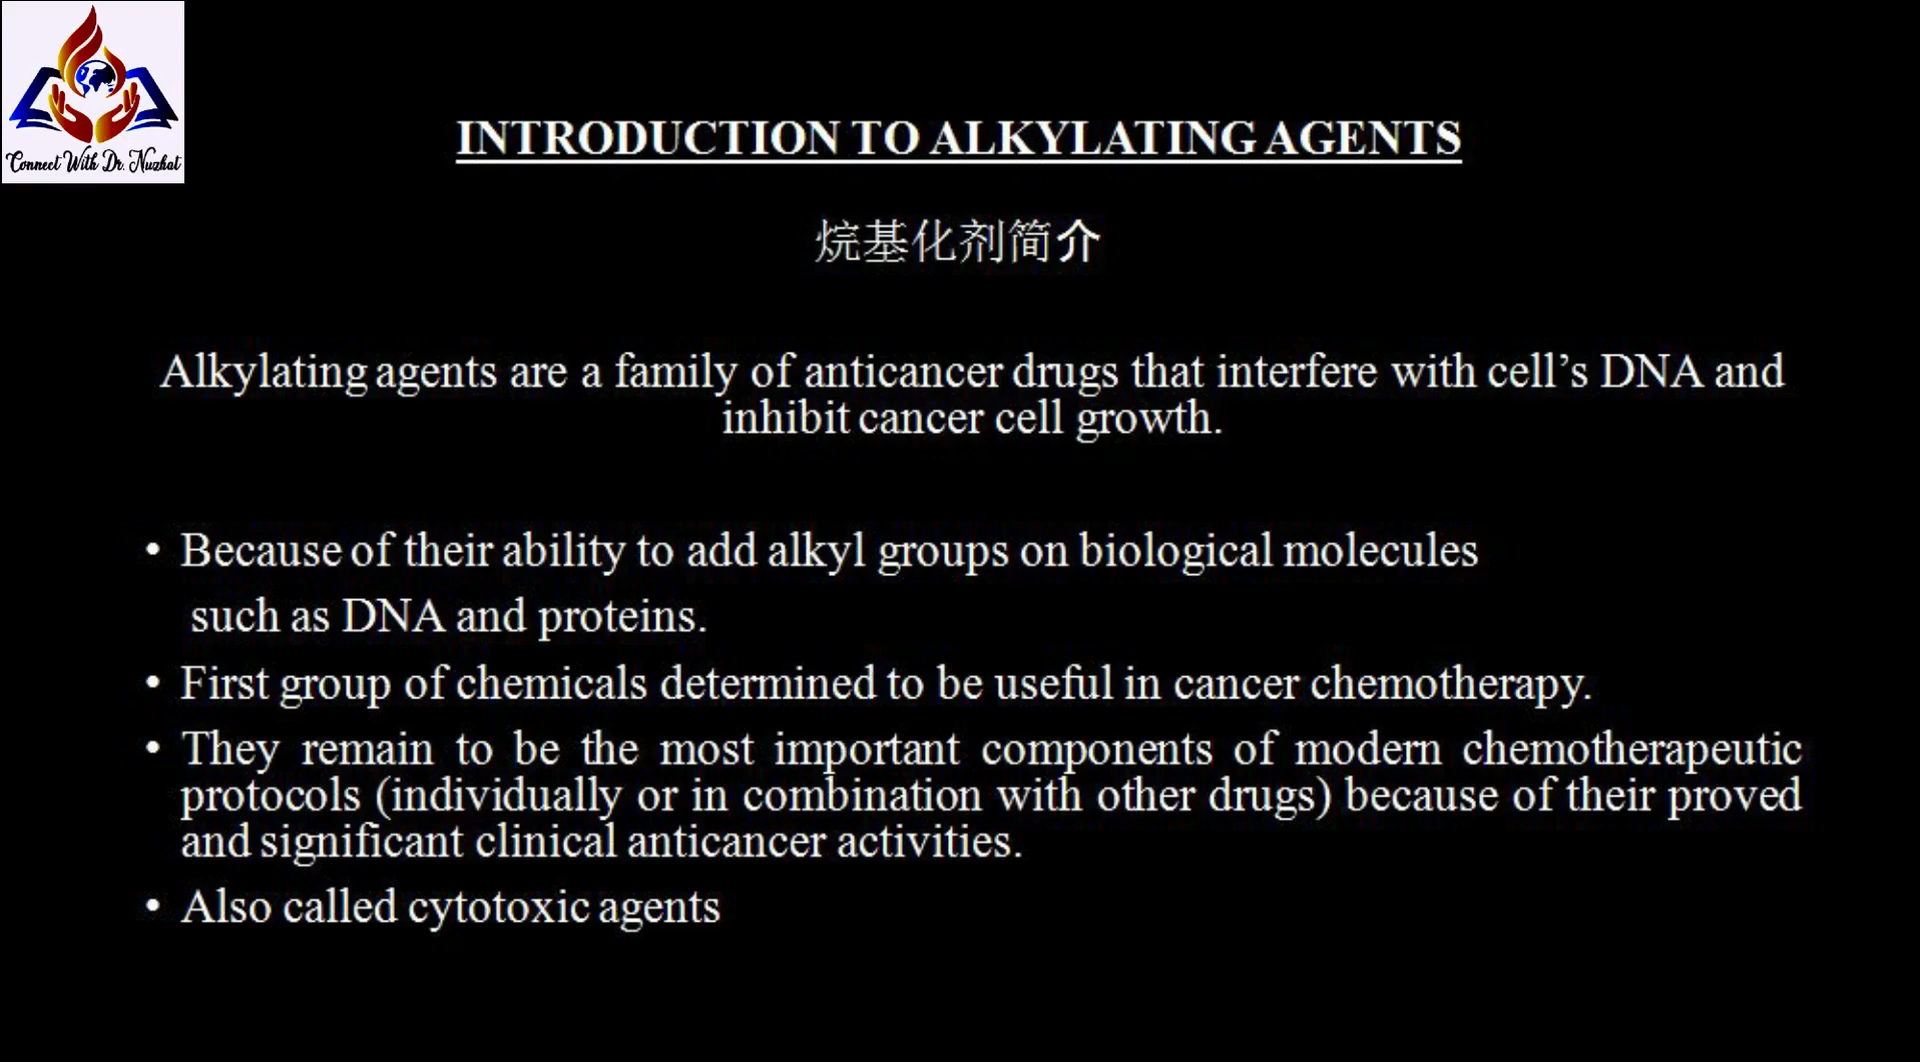 Connect With Dr. Nuzhat
INTRODUCTION TO ALKYLATING AGENTS
烷基化剂简介
Alkylating agents are a family of anticancer drugs that interfere with cell’s DNA and
inhibit cancer cell growth.
• Because of their ability to add alkyl groups on biological molecules
such as DNA and proteins.
• First group of chemicals determined to be useful in cancer chemotherapy.
• They remain to be the most important components of modern chemotherapeutic
protocols (individually or in combination with other drugs) because of their proved
and significant clinical anticancer activities.
• Also called cytotoxic agents